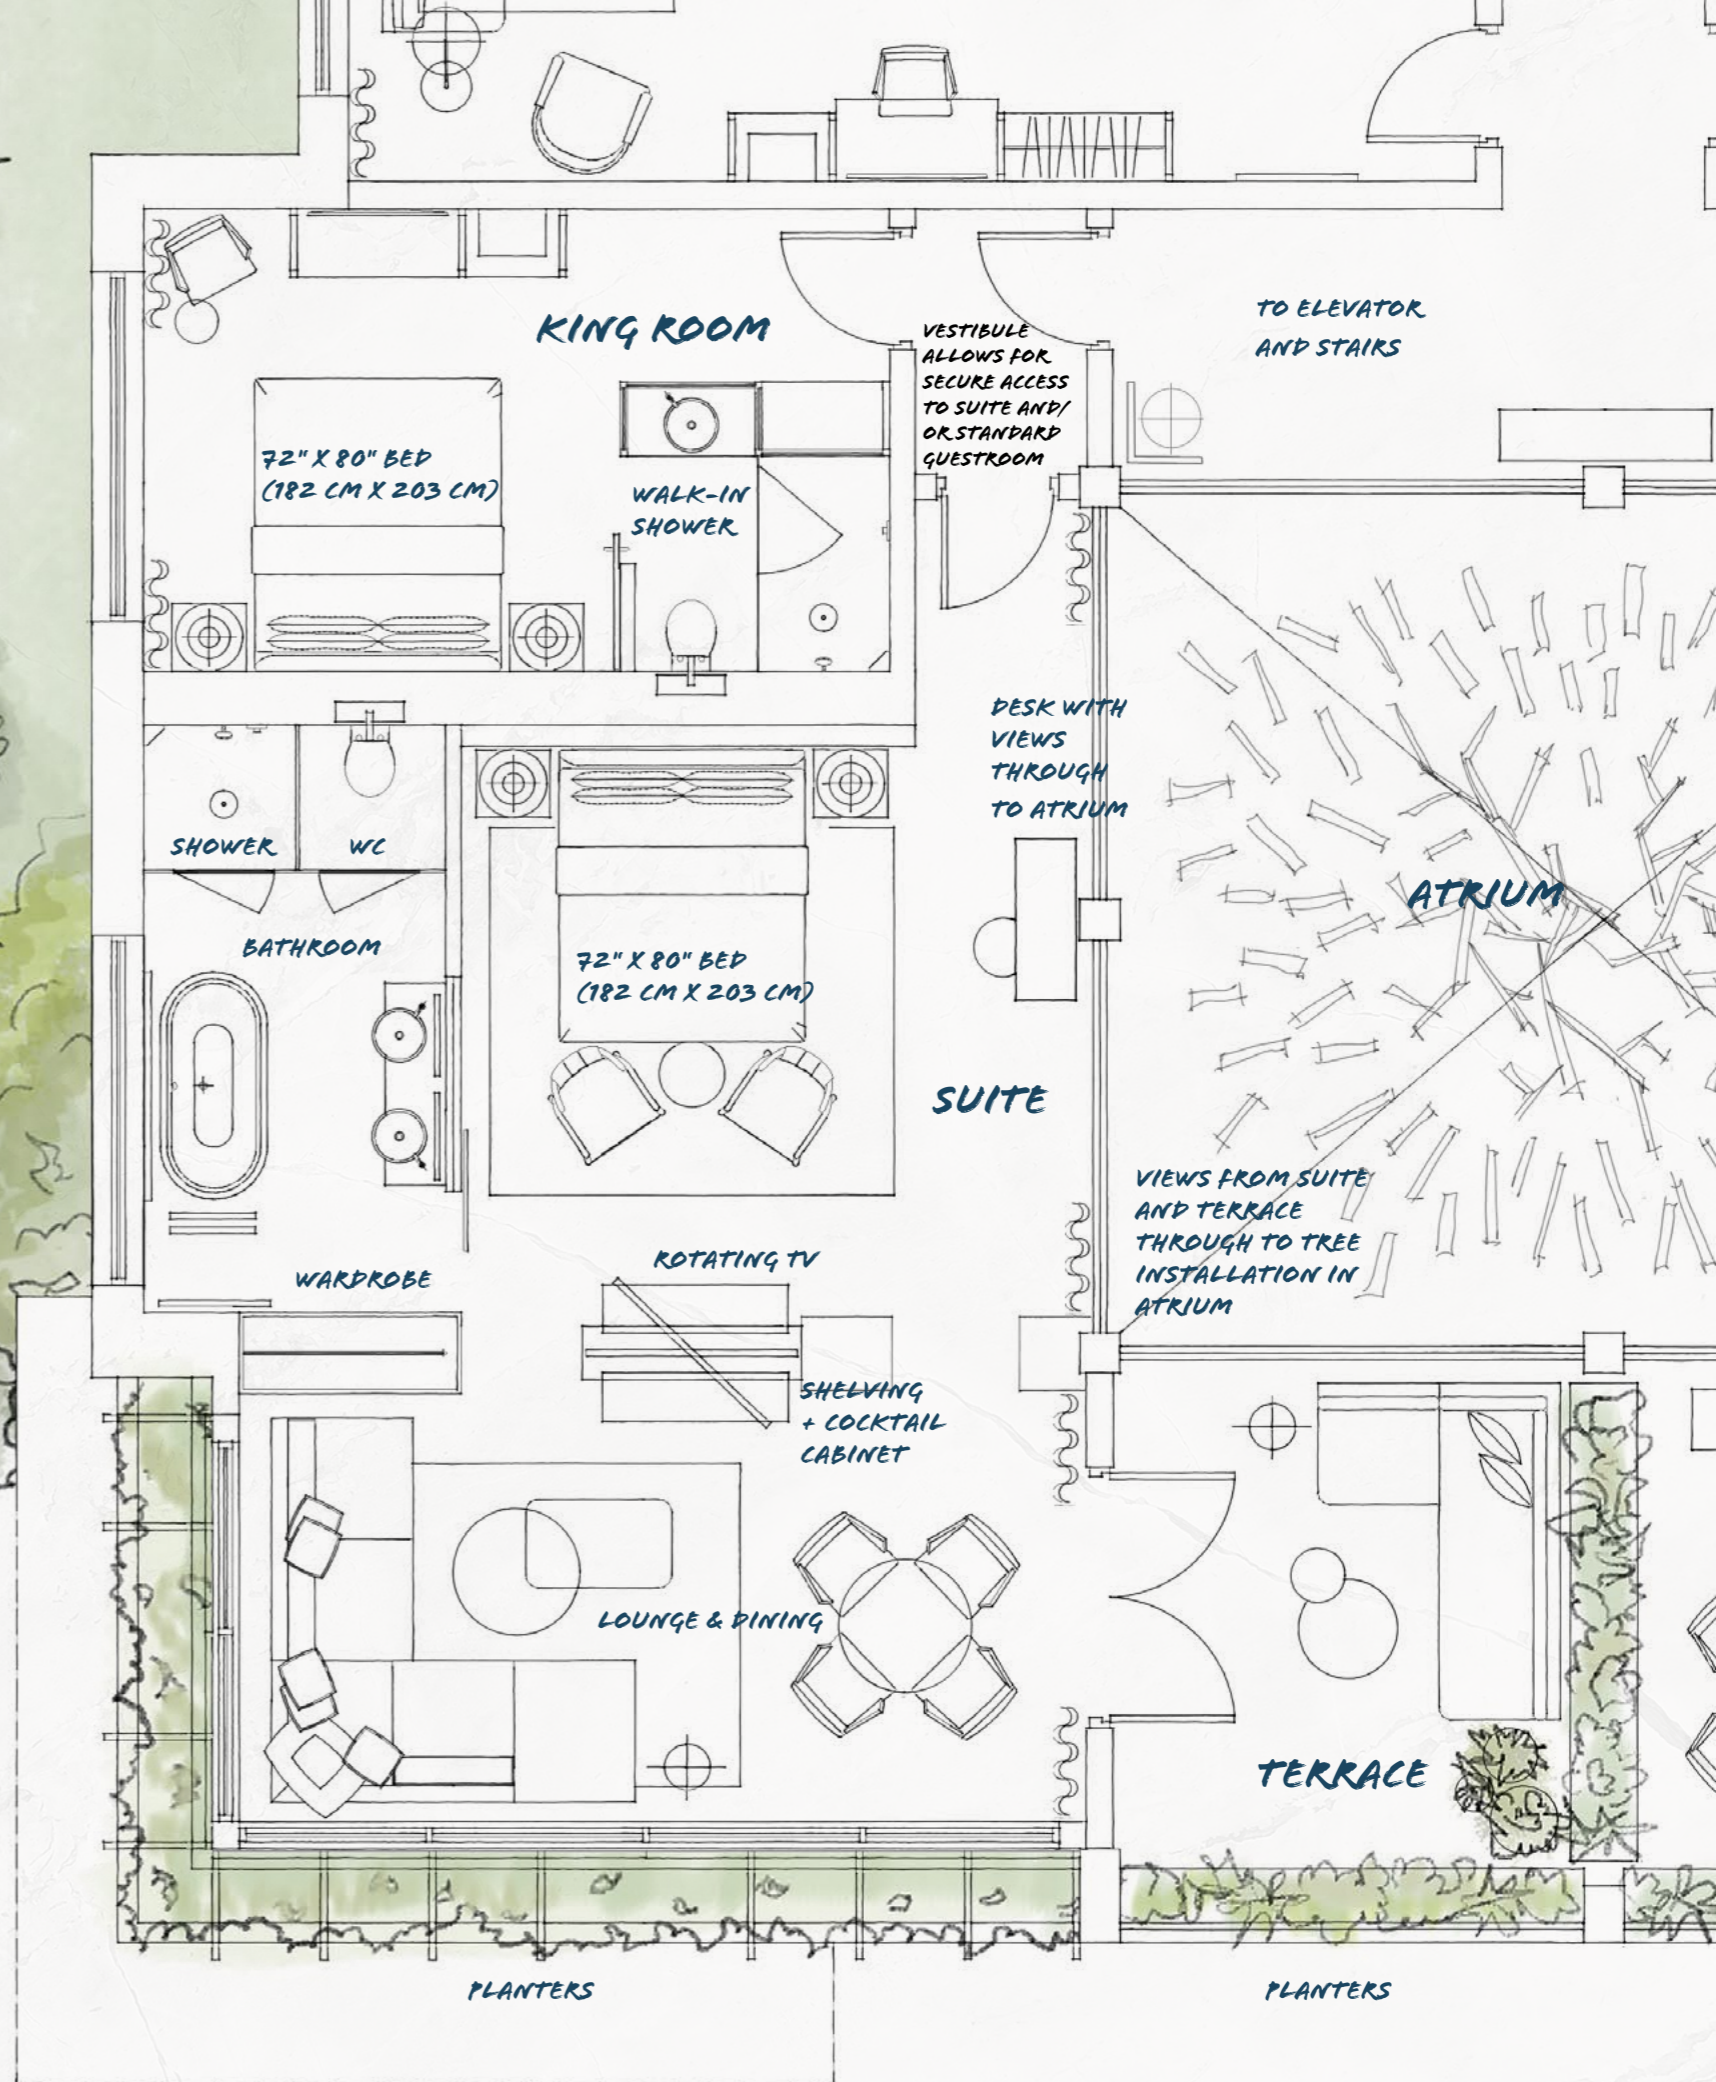 KING ROOM
TO ELEVATOR
AND STAIRS
VESTIBULE
ALLOWS FOR
SECURE ACCESS
TO SUITE AND/
OR STANDARD
GUESTROOM
72" X 80" BED
(182 CM X 203 CM)
WALK-IN
SHOWER
DESK WITH
VIEWS
THROUGH
TO ATRIUM
SHOWER
WC
ATRIUM
BATHROOM
72" X 80" BED
(182 CM X 203 CM)
SUITE
VIEWS FROM SUITE
AND TERRACE
THROUGH TO TREE
INSTALLATION IN
ATRIUM
ROTATING TV
WARDROBE
SHELVING
+ COCKTAIL
CABINET
LOUNGE & DINING
TERRACE
PLANTERS
PLANTERS